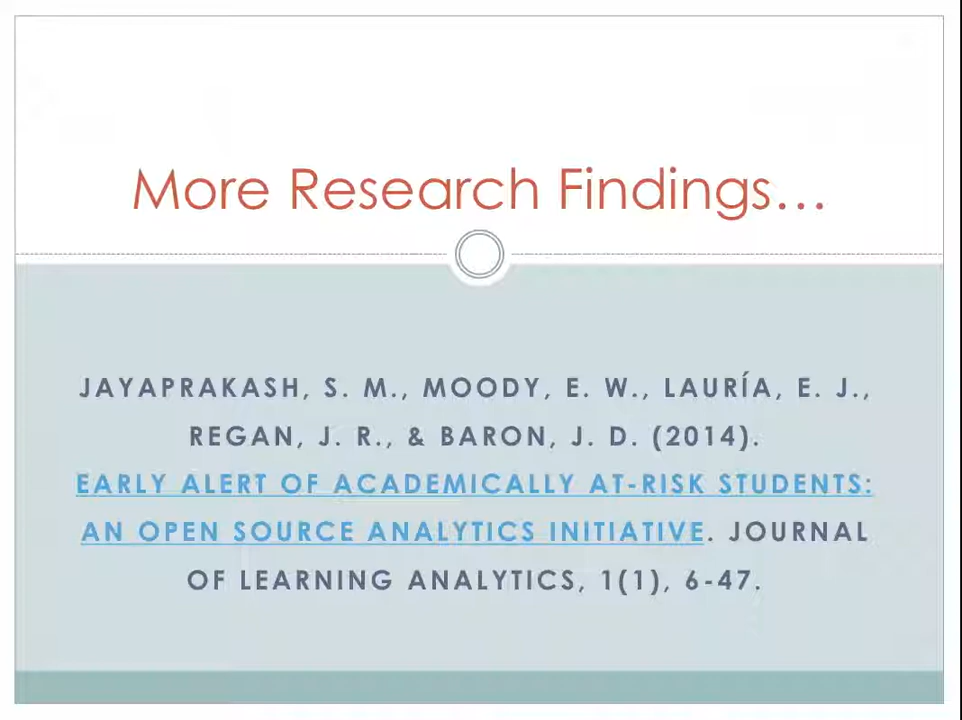 More Research Findings...
JAYAPRAKASH, S. M., MOODY, E. W., LAURÍA, E. J.,
REGAN, J. R., & BARON, J. D. (2014).
EARLY ALERT OF ACADEMICALLY AT-RISK STUDENTS:
AN OPEN SOURCE ANALYTICS INITIATIVE. JOURNAL
OF LEARNING ANALYTICS, 1(1), 6-47.